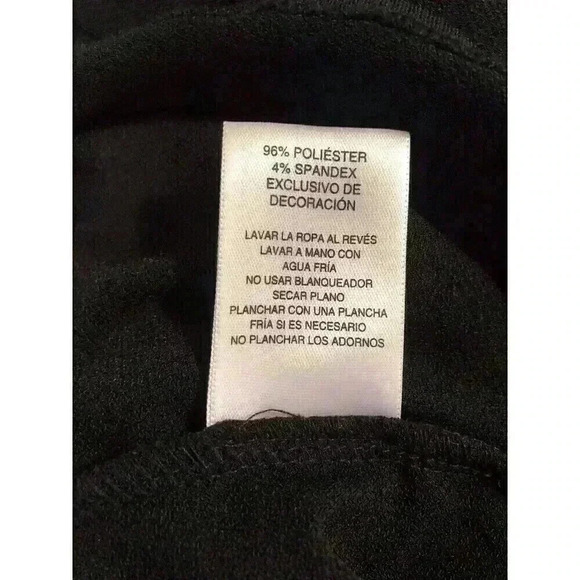 96% POLIÉSTER
4% SPANDEX
EXCLUSIVO DE
DECORACIÓN
LAVAR LA ROPA AL REVÉS
LAVAR A MANO CON
AGUA FRÍA
NO USAR BLANQUEADOR
SECAR PLANO
PLANCHAR CON UNA PLANCHA
FRÍA SI ES NECESARIO
NO PLANCHAR LOS ADORNOS